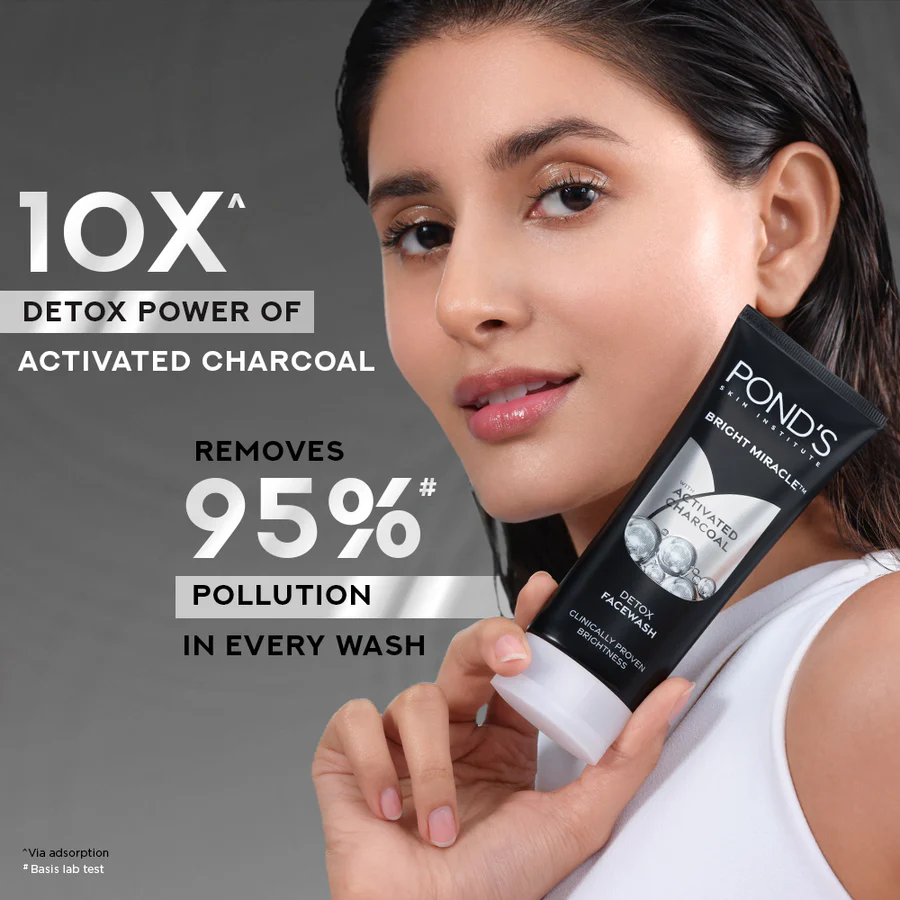 10X^
DETOX POWER OF
ACTIVATED CHARCOAL
REMOVES
95%#
POLLUTION
IN EVERY WASH
POND'S
SKIN INSTITUTE
BRIGHT MIRACLE™
WITH
ACTIVATED
CHARCOAL
DETOX
FACEWASH
CLINICALLY PROVEN
BRIGHTNESS
^Via adsorption
#Basis lab test